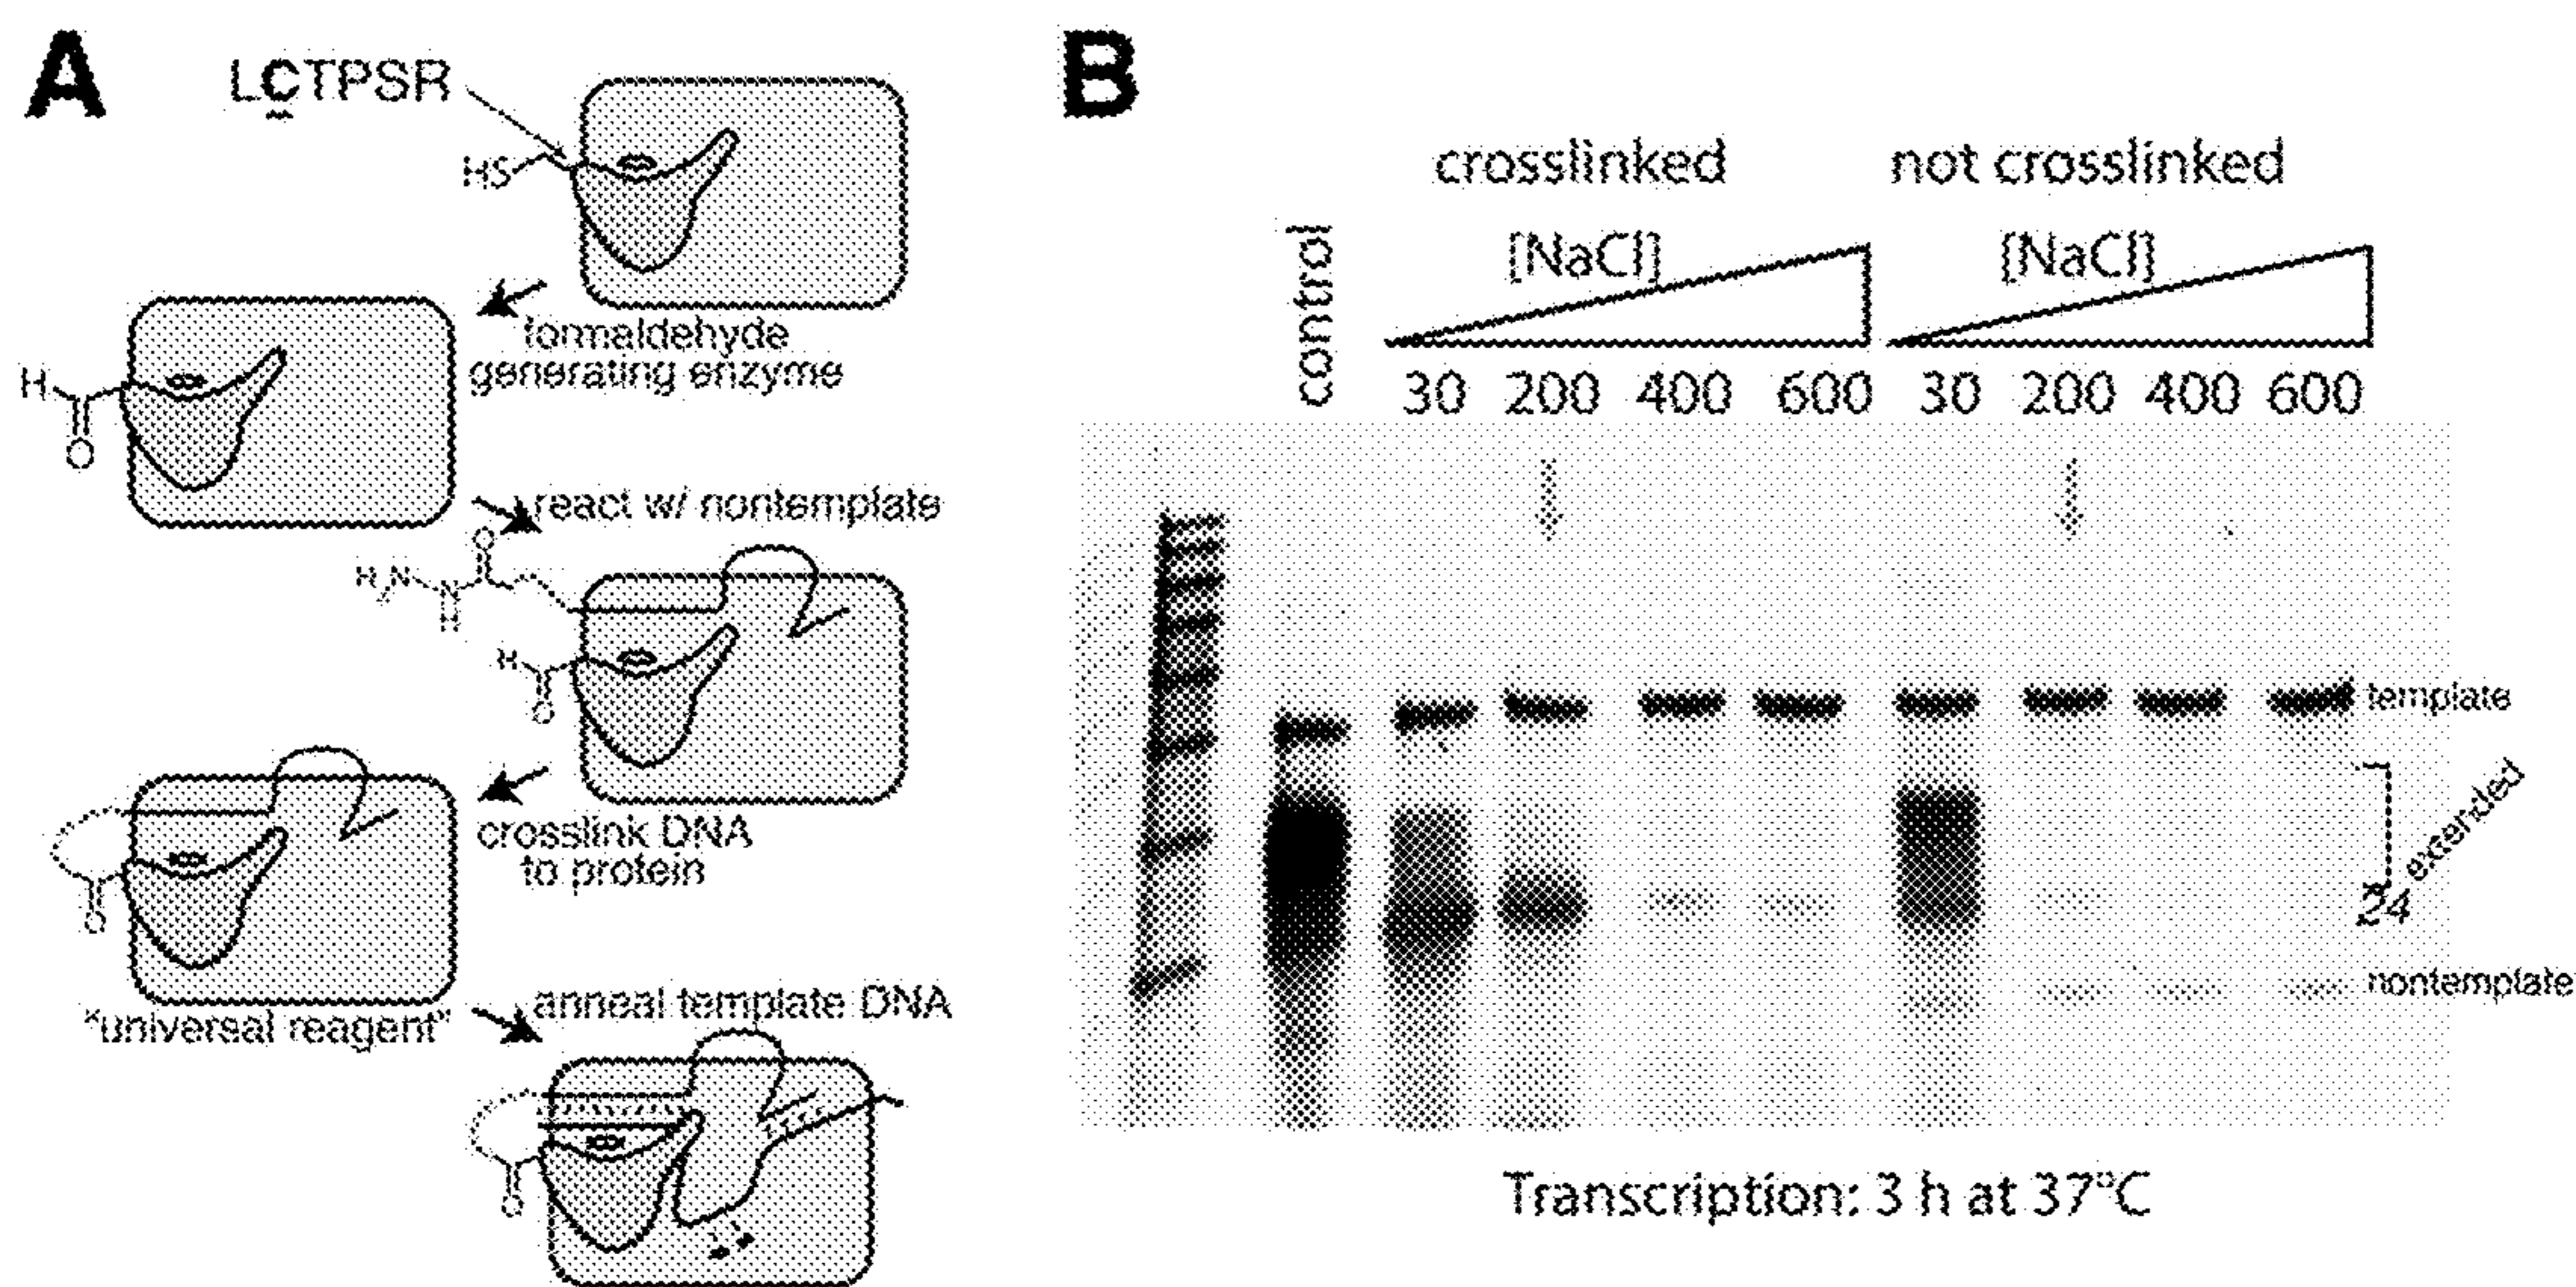 A
LCTPSR
HS
formaldehyde
generating enzyme
H
O
react w/ nontemplate
O
H2N
N
H
H
O
crosslink DNA
to protein
O
"universal reagent"
anneal template DNA
O
B
crosslinked
not crosslinked
control
[NaCl]
[NaCl]
30 200 400 600 30 200 400 600
template
extended
24
nontemplate
Transcription: 3 h at 37°C